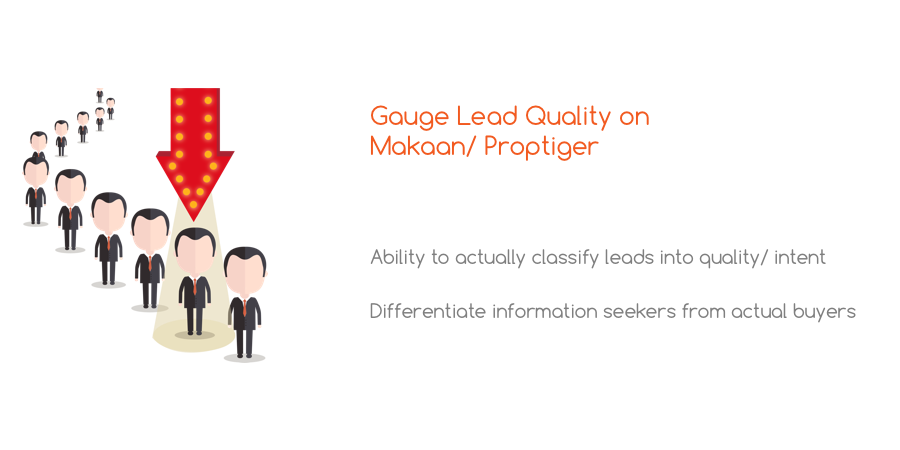 Gauge Lead Quality on
Makaan/ Proptiger
Ability to actually classify leads into quality/ intent
Differentiate information seekers from actual buyers